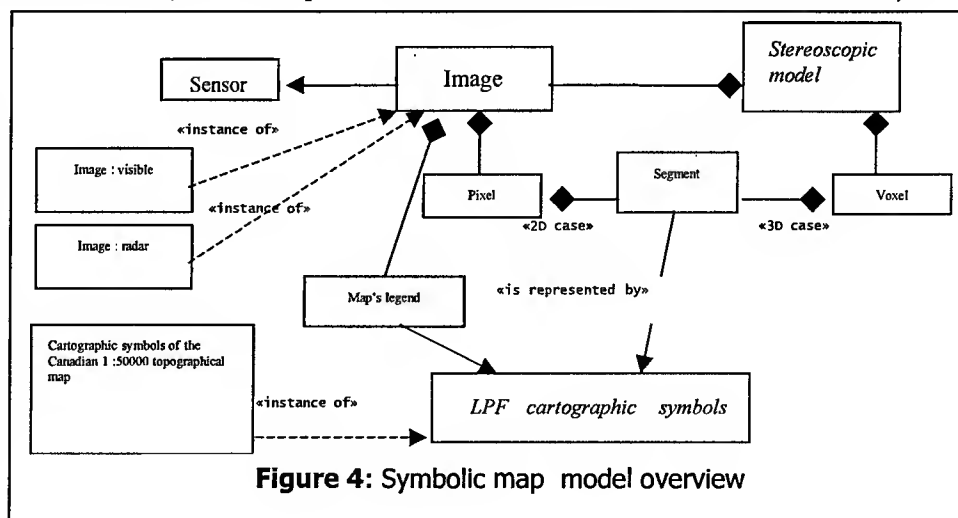 Sensor
Image
Stereoscopic
model
«instance of»
Image : visible
«instance of»
Image : radar
Pixel
Segment
Voxel
«2D case»
«3D case»
Map's legend
«is represented by»
Cartographic symbols of the
Canadian 1 :50000 topographical
map
«instance of»
LPF cartographic symbols
Figure 4: Symbolic map model overview